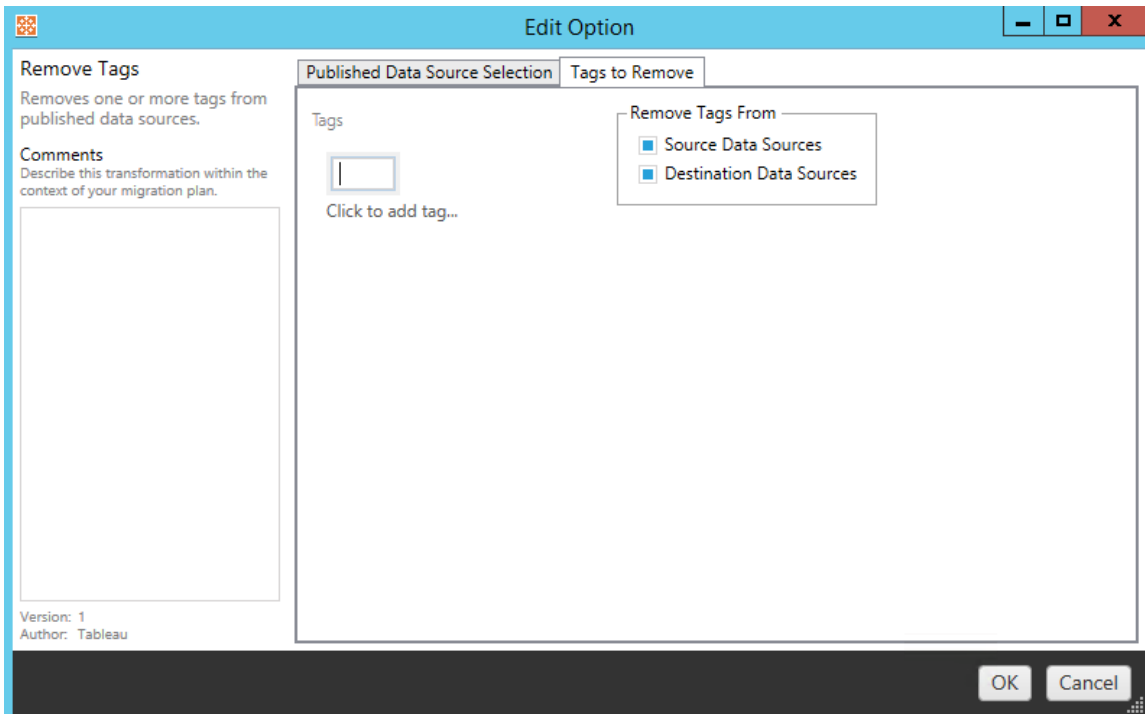 Edit Option
Remove Tags
Removes one or more tags from
published data sources.
Comments
Describe this transformation within the
context of your migration plan.
Version: 1
Author: Tableau
Published Data Source Selection
Tags to Remove
Tags
Click to add tag...
Remove Tags From
Source Data Sources
Destination Data Sources
OK
Cancel